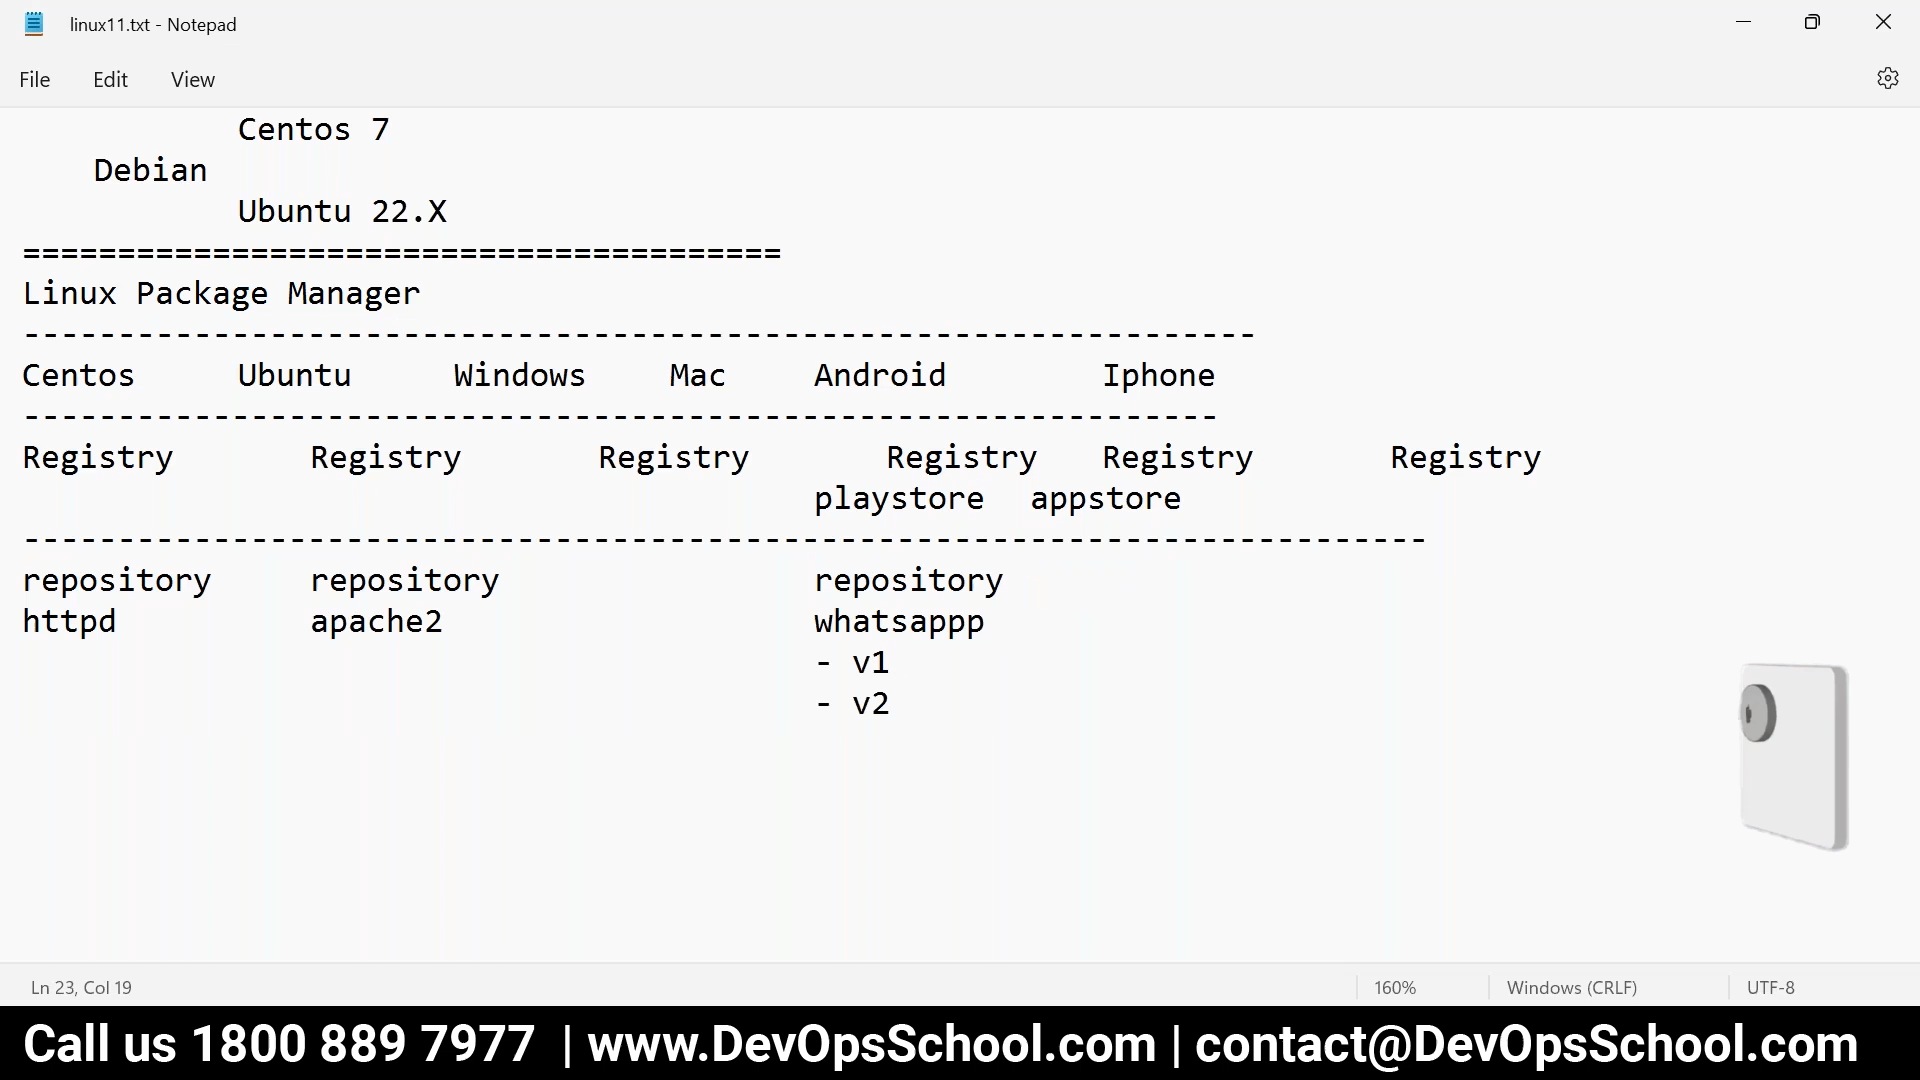 linux11.txt - Notepad
File Edit View
Centos 7
Debian
Ubuntu 22.X
========================================
Linux Package Manager
-----------------------------------------------------------------
Centos Ubuntu Windows Mac Android Iphone
---------------------------------------------------------------
Registry Registry Registry Registry Registry Registry
playstore appstore
--------------------------------------------------------------------------
repository repository repository
httpd apache2 whatsappp
- v1
- v2
Ln 23, Col 19 160% Windows (CRLF) UTF-8
Call us 1800 889 7977 | www.DevOpsSchool.com | contact@DevOpsSchool.com